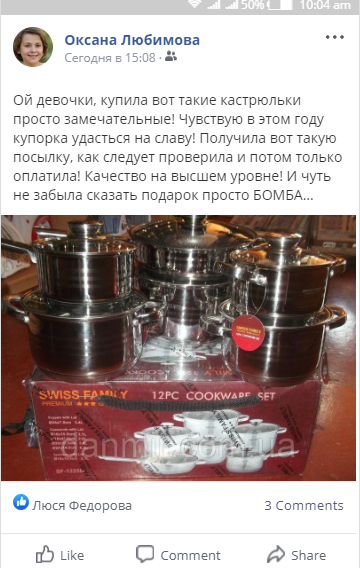 50% 10:04 am
Оксана Любимова
Сегодня в 15:08 ·
Ой девочки, купила вот такие кастрюльки
просто замечательные! Чувствую в этом году
купорка удасться на славу! Получила вот такую
посылку, как следует проверила и потом только
оплатила! Качество на высшем уровне! И чуть
не забыла сказать подарок просто БОМБА...
SWISS FAMILY
PREMIUM
12PC COOKWARE SET
Люся Федорова
3 Comments
Like
Comment
Share